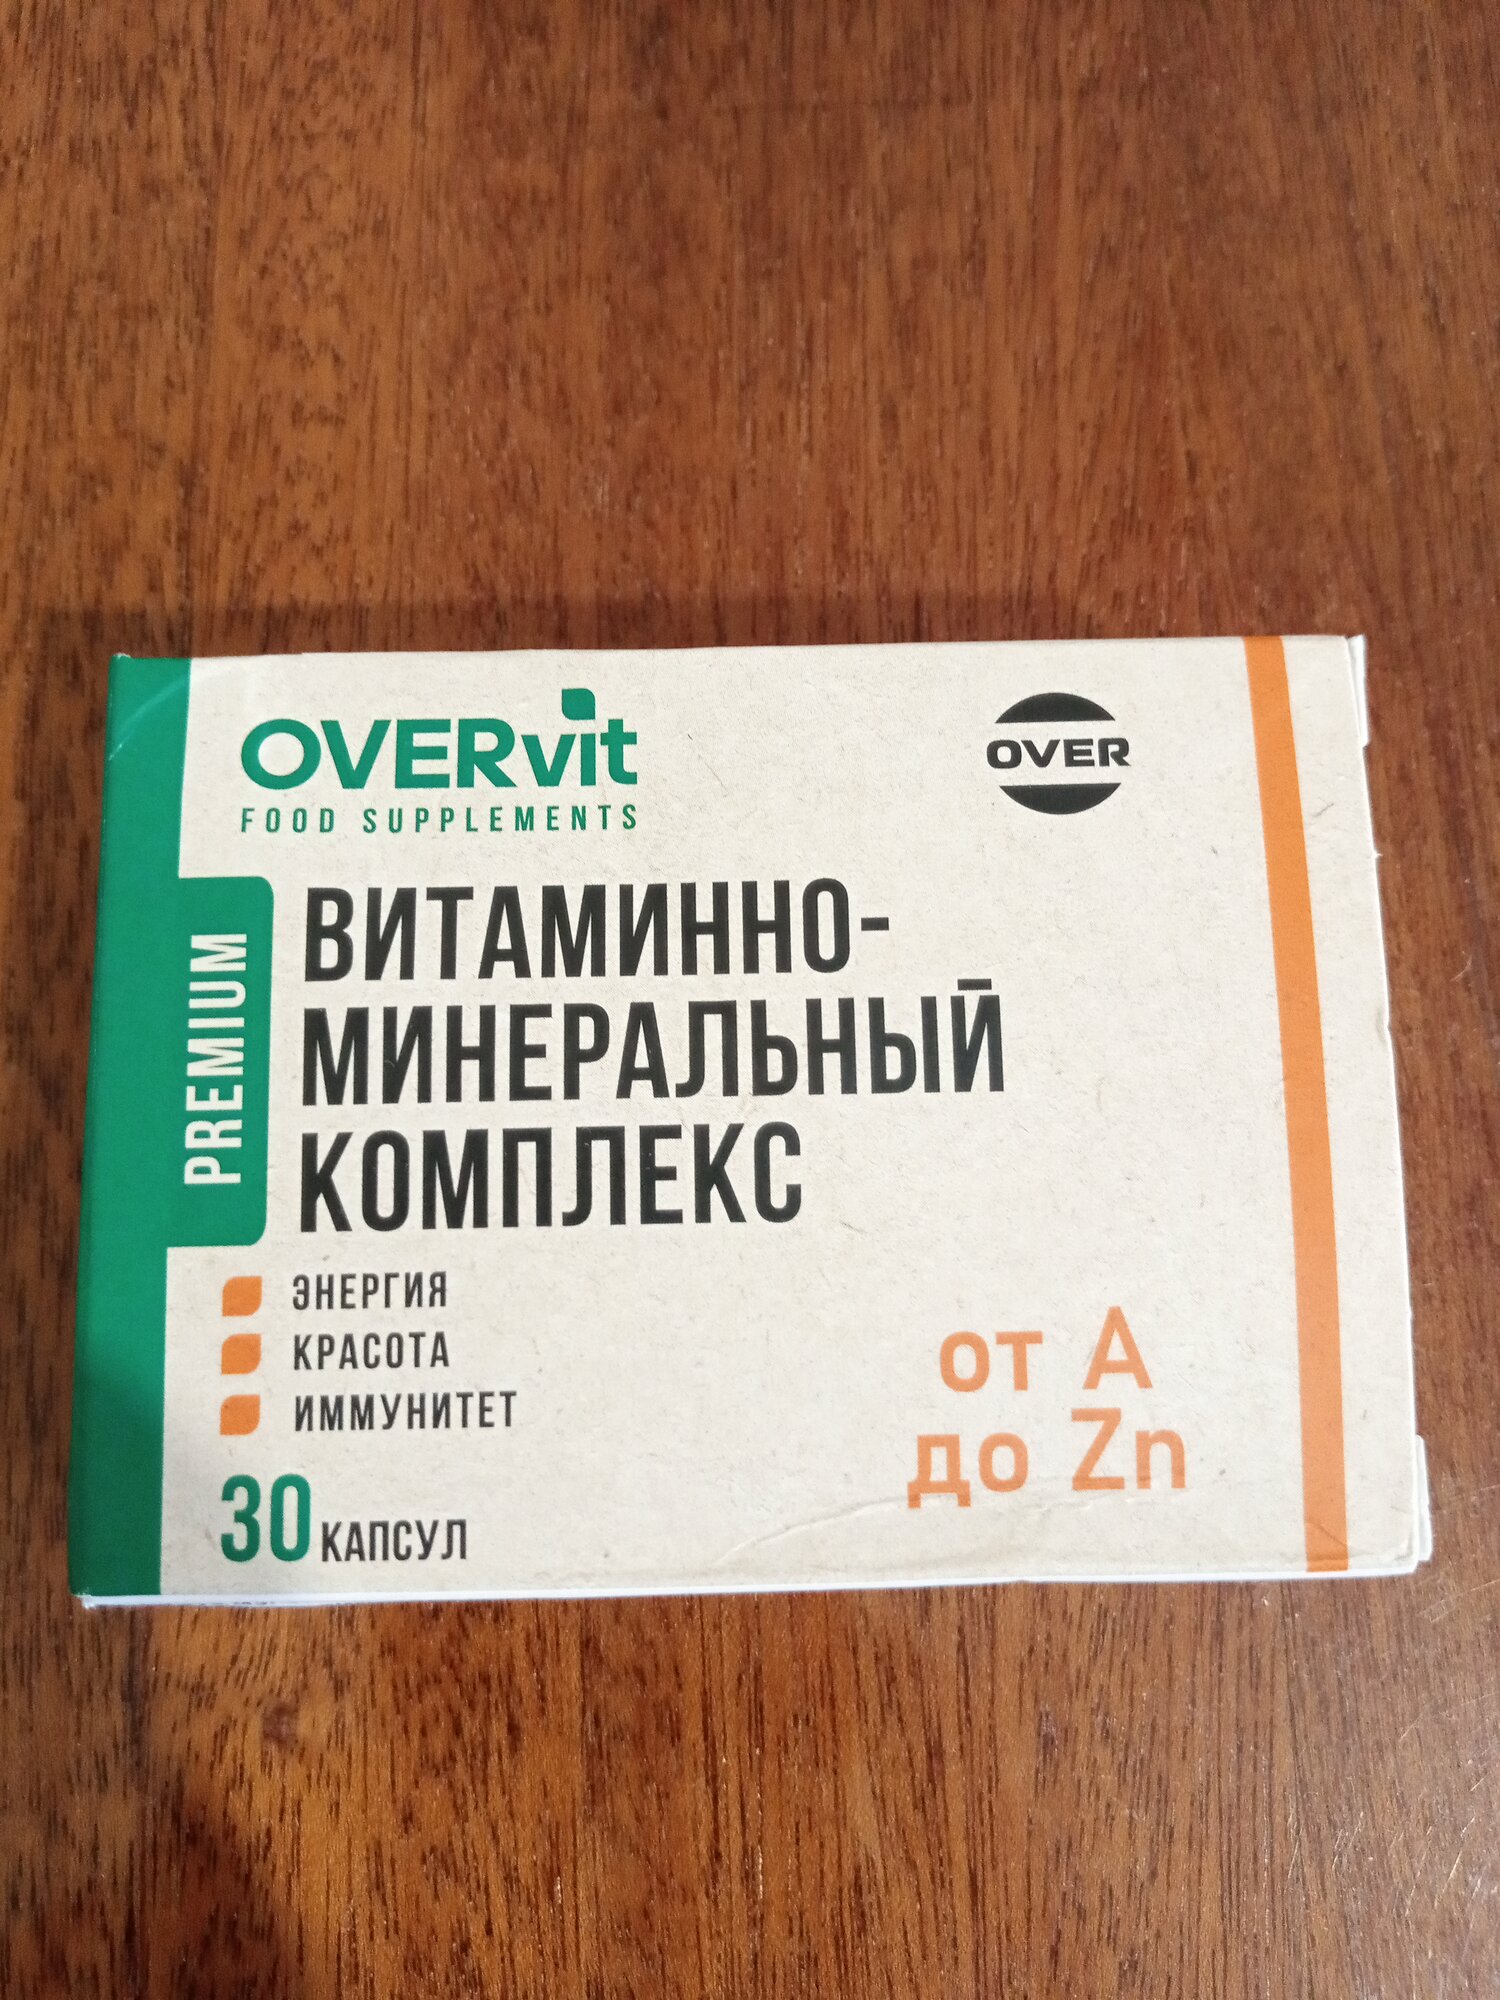 OVERvit
FOOD SUPPLEMENTS
OVER
PREMIUM
ВИТАМИННО-
МИНЕРАЛЬНЫЙ
КОМПЛЕКС
ЭНЕРГИЯ
КРАСОТА
ИММУНИТЕТ
30 КАПСУЛ
от А
до Zn